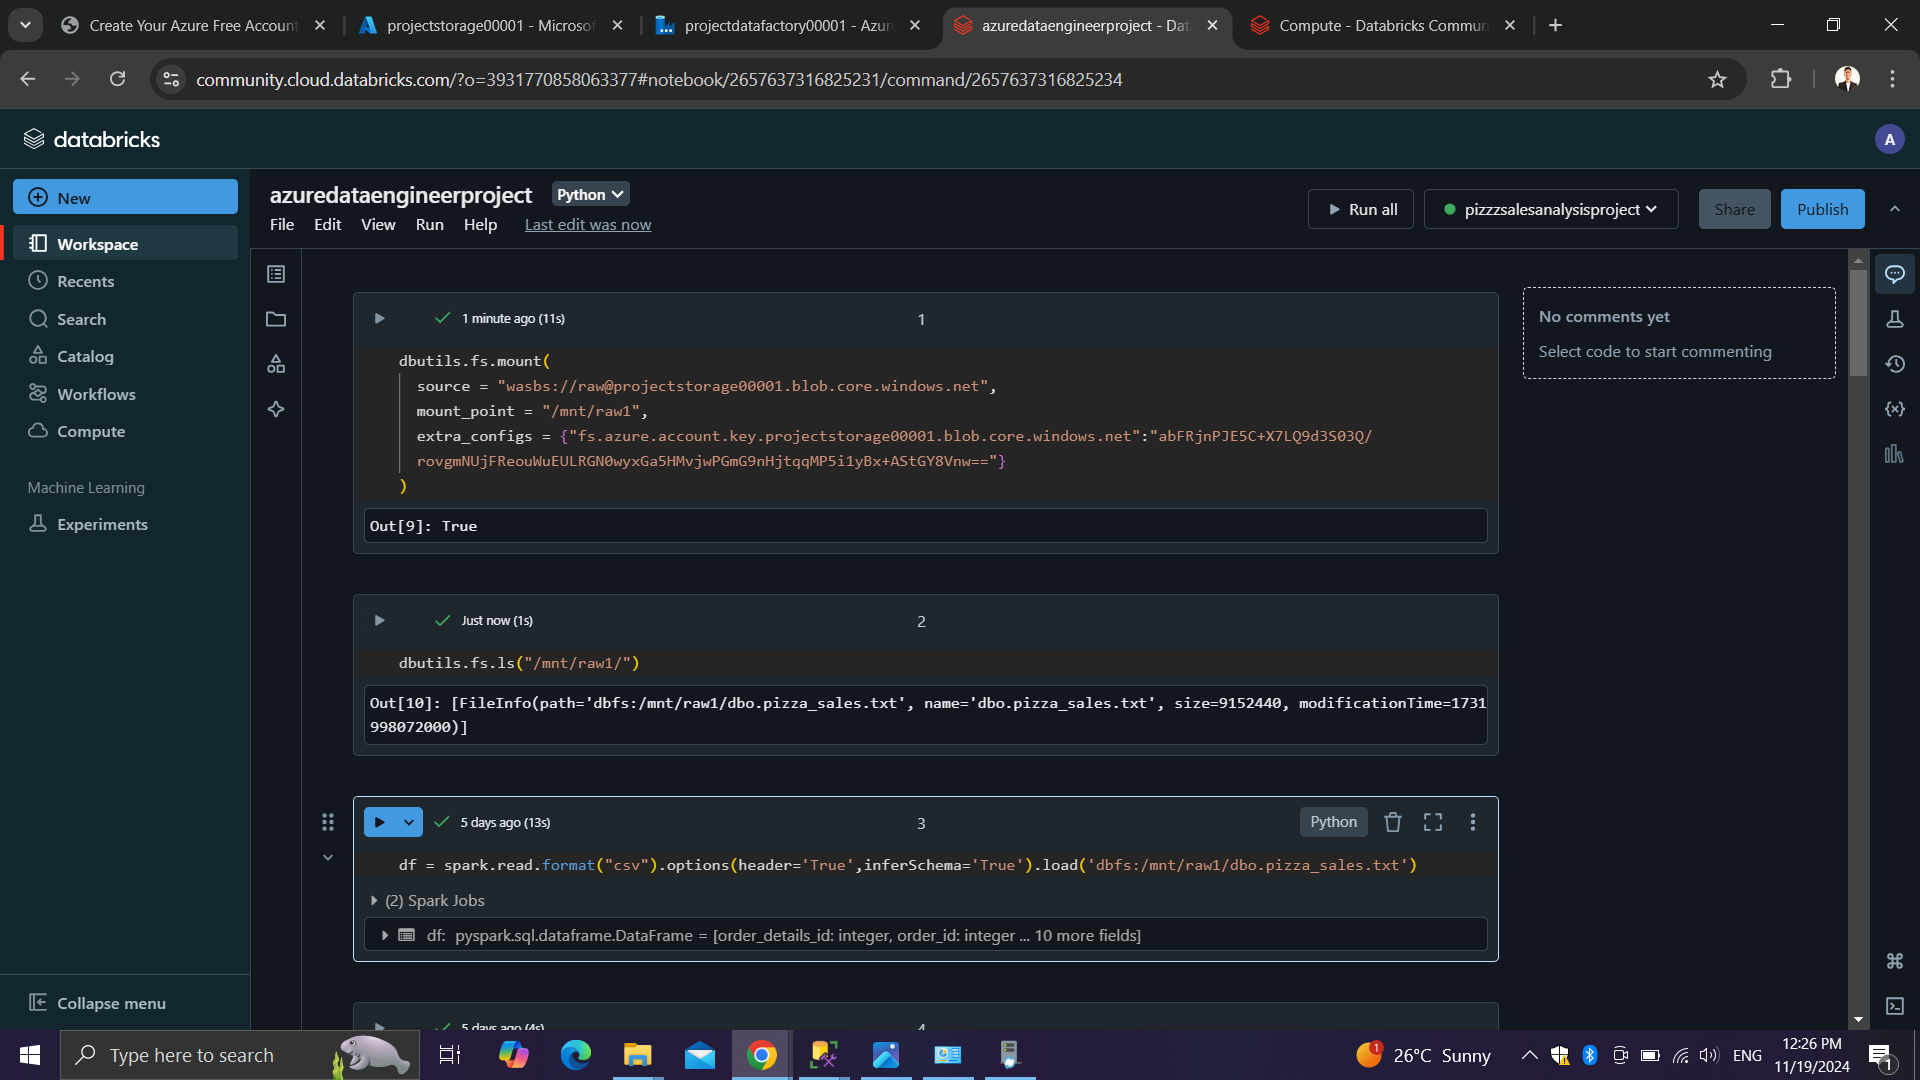 Create Your Azure Free Account
projectstorage00001 - Microsof
projectdatafactory00001 - Azur
azuredataengineerproject - Dat
Compute - Databricks Commun
community.cloud.databricks.com/?o=3931770858063377#notebook/2657637316825231/command/2657637316825234
databricks
A
New
Workspace
Recents
Search
Catalog
Workflows
Compute
Machine Learning
Experiments
Collapse menu
azuredataengineerproject
Python
File Edit View Run Help Last edit was now
Run all
pizzzsalesanalysisproject
Share
Publish
1 minute ago (11s)
1
dbutils.fs.mount(
source = "wasbs://raw@projectstorage00001.blob.core.windows.net",
mount_point = "/mnt/raw1",
extra_configs = {"fs.azure.account.key.projectstorage00001.blob.core.windows.net":"abFRjnPJE5C+X7LQ9d3S03Q/
rovgmNUjFReouWuEULRGN0wyxGa5HMvjwPGmG9nHjtqqMP5i1yBx+AStGY8Vnw=="}
)
Out[9]: True
Just now (1s)
2
dbutils.fs.ls("/mnt/raw1/")
Out[10]: [FileInfo(path='dbfs:/mnt/raw1/dbo.pizza_sales.txt', name='dbo.pizza_sales.txt', size=9152440, modificationTime=1731
998072000)]
5 days ago (13s)
3
Python
df = spark.read.format("csv").options(header='True',inferSchema='True').load('dbfs:/mnt/raw1/dbo.pizza_sales.txt')
(2) Spark Jobs
df: pyspark.sql.dataframe.DataFrame = [order_details_id: integer, order_id: integer ... 10 more fields]
5 days ago (4s)
4
No comments yet
Select code to start commenting
Type here to search
1
26°C Sunny
ENG
12:26 PM
11/19/2024
1